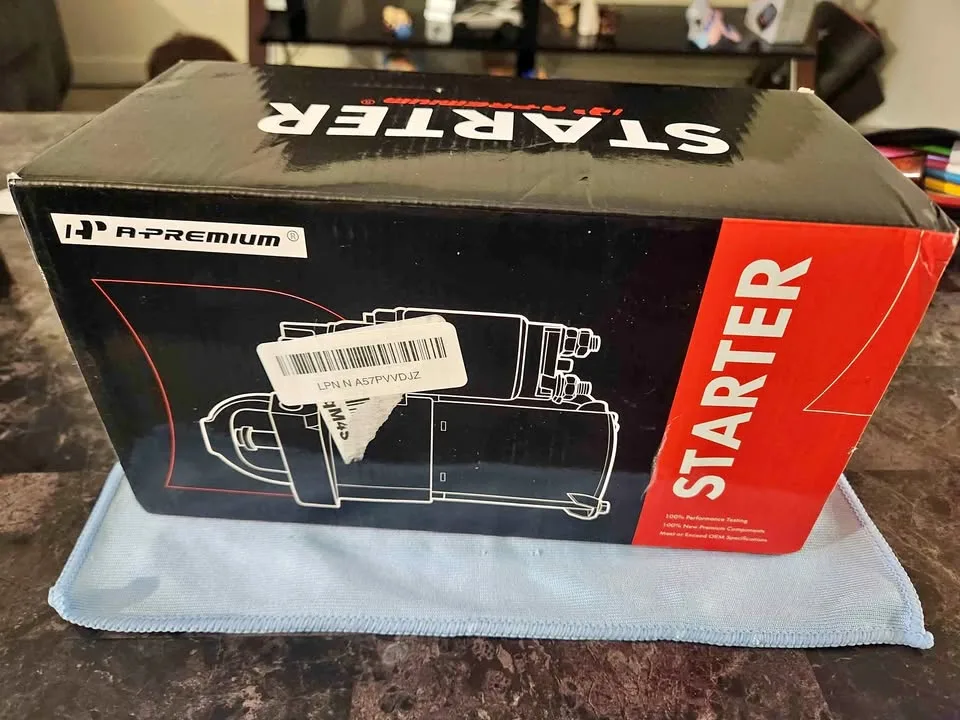 STARTER
A-PREMIUM®
A-PREMIUM®
LPN N A57PVVDJZ
STARTER
100% Performance Testing
100% New Premium Components
Meet or Exceed OEM Specifications